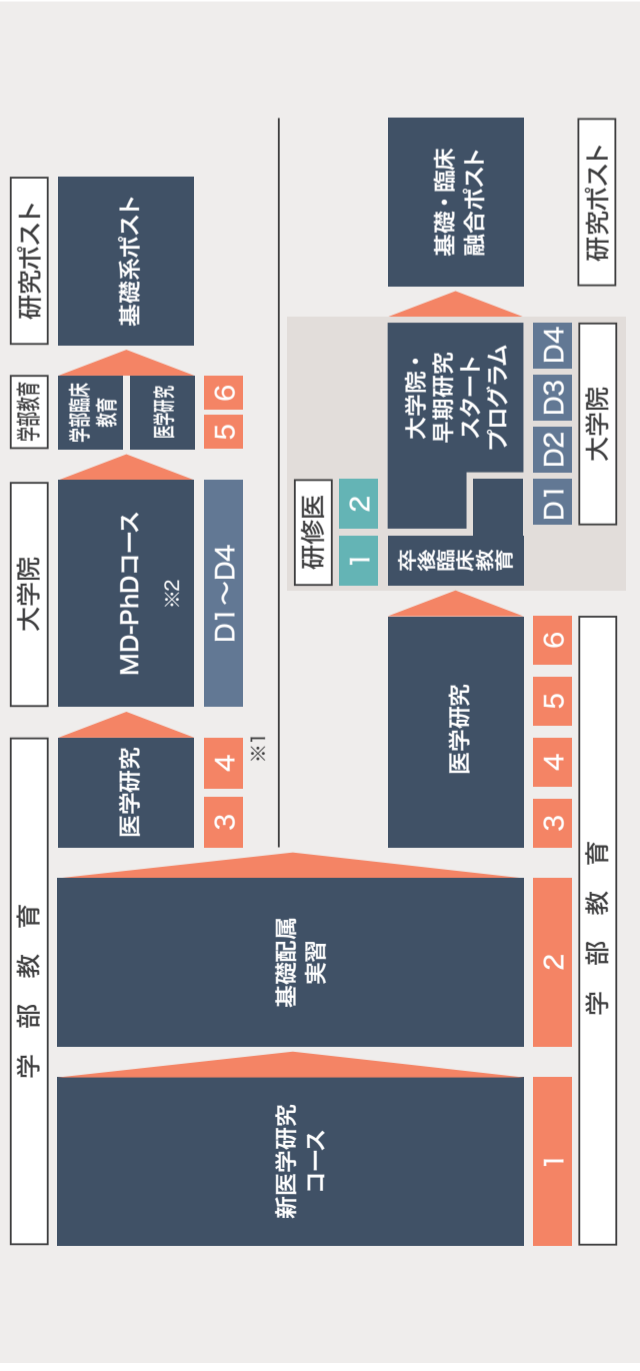 学部教育
大学院
学部教育
研究ポスト
新医学研究
コース
基礎配属
実習
医学研究
MD-PhDコース
※2
学部臨床
教育
医学研究
基礎系ポスト
3
4
※1
D1〜D4
5
6
研修医
1
2
医学研究
卒後臨床教育
大学院・
早期研究
スタート
プログラム
基礎・臨床
融合ポスト
1
2
3
4
5
6
D1
D2
D3
D4
学部教育
大学院
研究ポスト